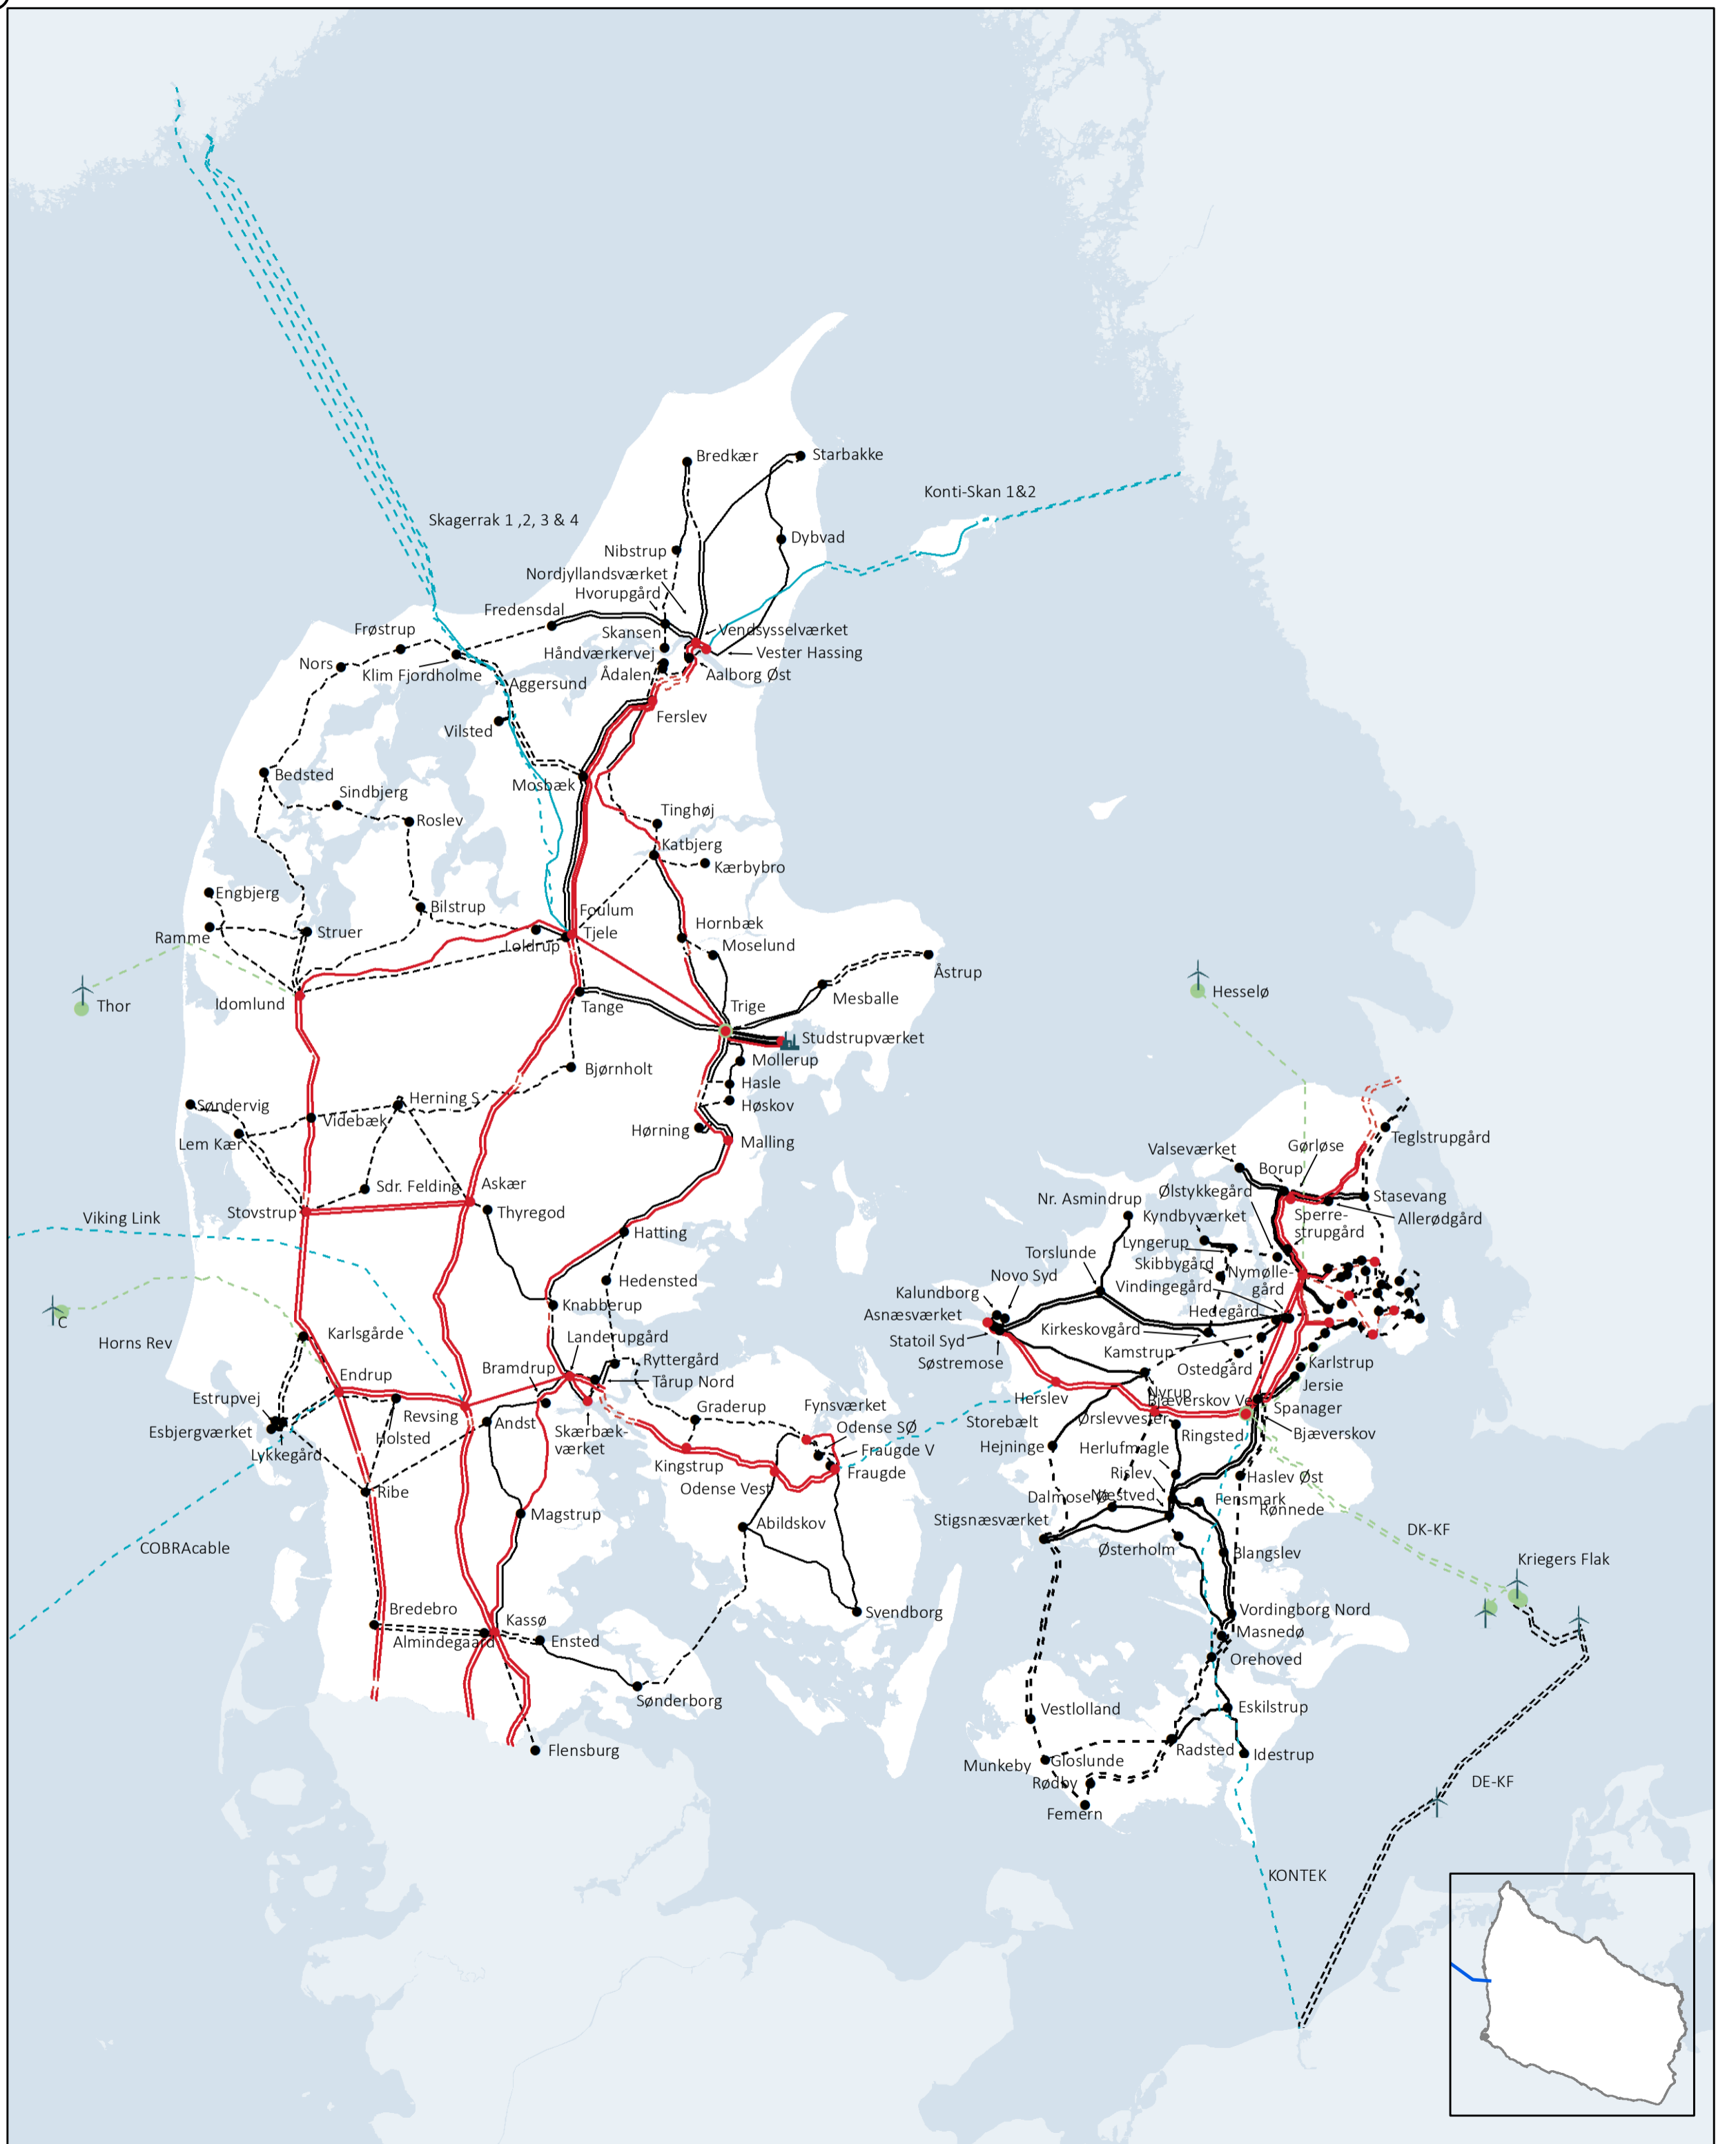 Bredkær
Starbakke
Konti-Skan 1&2
Skagerrak 1 ,2, 3 & 4
Dybvad
Nibstrup
Nordjyllandsværket
Hvorupgård
Fredensdal
Frøstrup
Skansen
Vendsysselværket
Nors
Håndværkervej
Vester Hassing
Klim Fjordholme
Ådalen
Aalborg Øst
Aggersund
Ferslev
Vilsted
Bedsted
Mosbæk
Sindbjerg
Tinghøj
Roslev
Katbjerg
Kærbybro
Engbjerg
Bilstrup
Foulum
Hornbæk
Ramme
Struer
Tjele
Loldrup
Moselund
Åstrup
Hesselø
Thor
Idomlund
Tange
Trige
Mesballe
Studstrupværket
Mollerup
Bjørnholt
Hasle
Herning S
Høskov
Søndervig
Videbæk
Hørning
Malling
Lem Kær
Teglstrupgård
Gørløse
Valseværket
Borup
Sdr. Felding
Askær
Ølstykkegård
Nr. Asmindrup
Stasevang
Stovstrup
Thyregod
Kyndbyværket
Sperre-
strupgård
Allerødgård
Viking Link
Hatting
Lyngerup
Torslunde
Skibbygård
Nymølle-
gård
Hedensted
Novo Syd
Vindingegård
Kalundborg
Knabberup
Asnæsværket
Hedegård
C
Karlsgårde
Landerupgård
Kirkeskovgård
Horns Rev
Statoil Syd
Kamstrup
Søstremose
Ostedgård
Karlstrup
Endrup
Bramdrup
Ryttergård
Tårup Nord
Jersie
Estrupvej
Nyrup
Herslev
Bjæverskov Ve
Spanager
Revsing
Andst
Graderup
Fynsværket
Storebælt
Ørslevvester
Esbjergværket
Holsted
Skærbæk-
værket
Odense SØ
Ringsted
Bjæverskov
Lykkegård
Fraugde V
Hejninge
Herlufmagle
Kingstrup
Fraugde
Rislev
Haslev Øst
Ribe
Odense Vest
Dalmose
Næstved
Fensmark
Rønnede
Magstrup
Abildskov
Stigsnæsværket
DK-KF
COBRAcable
Østerholm
Blangslev
Kriegers Flak
Bredebro
Kassø
Svendborg
Vordingborg Nord
Almindegaard
Ensted
Masnedø
Orehoved
Sønderborg
Vestlolland
Eskilstrup
Flensburg
Munkeby
Gloslunde
Radsted
Idestrup
Rødby
Femern
DE-KF
KONTEK